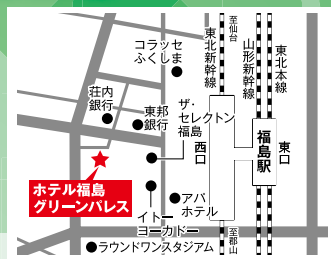 コラッセ
ふくしま
荘内
銀行
東邦
銀行
ザ・
セレクトン
福島
至仙台
東北新幹線
山形新幹線
東北本線
西口
福島駅
東口
ホテル福島
グリーンパレス
イトー
ヨーカドー
アパ
ホテル
至郡山
ラウンドワンスタジアム